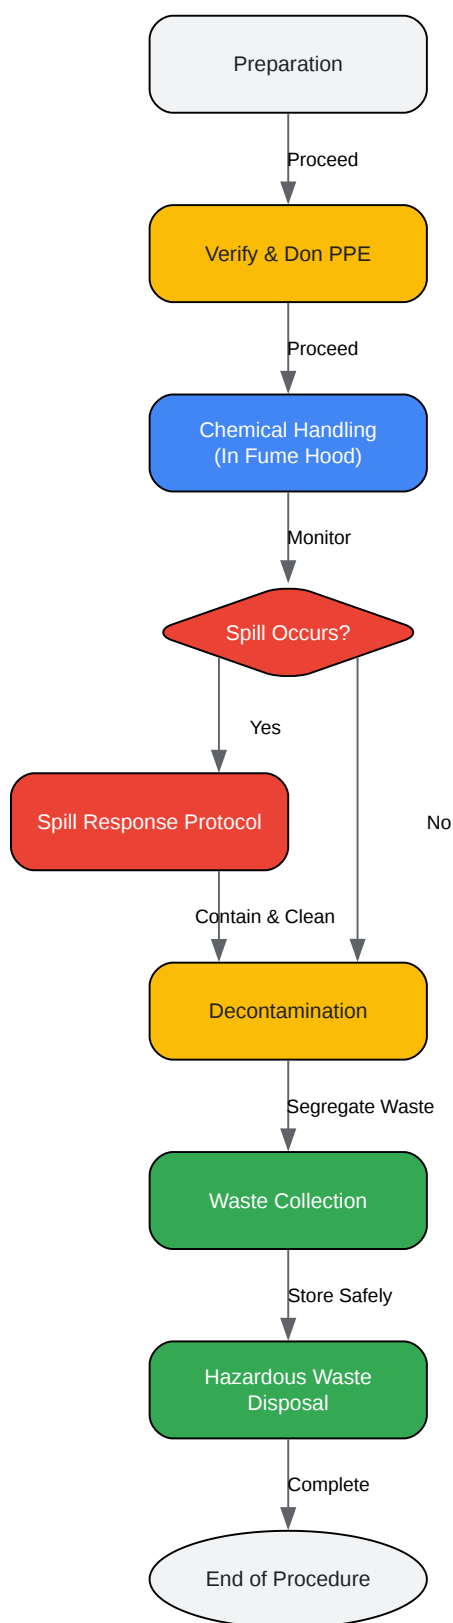 Preparation
Proceed
Verify & Don PPE
Proceed
Chemical Handling
(In Fume Hood)
Monitor
Spill Occurs?
Yes
Spill Response Protocol
No
Contain & Clean
Decontamination
Segregate Waste
Waste Collection
Store Safely
Hazardous Waste
Disposal
Complete
End of Procedure